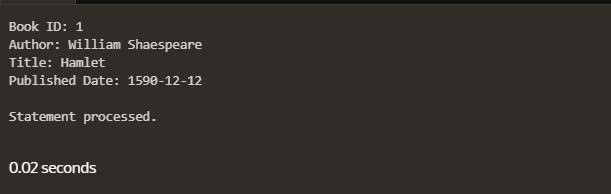 Book ID: 1
Author: William Shaespeare
Title: Hamlet
Published Date: 1590-12-12
Statement processed.
0.02 seconds